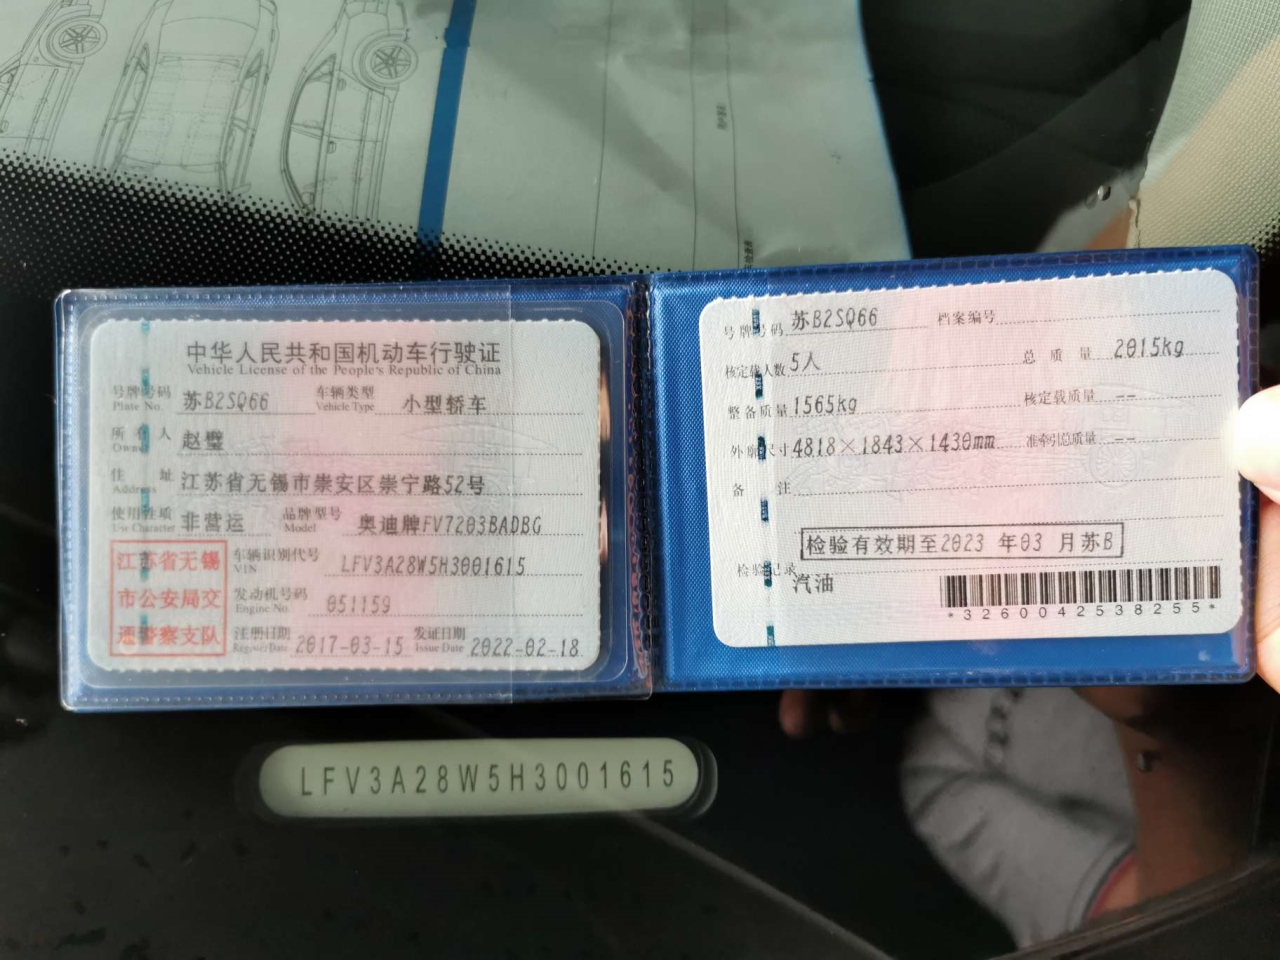 中华人民共和国机动车行驶证
Vehicle License of the People's Republic of China
号牌号码 苏B2SQ66 车辆类型 小型轿车
Plate No. Vehicle Type
所有人 赵璧
Owner
住址 江苏省无锡市崇安区崇宁路52号
Address
使用性质 非营运 品牌型号 奥迪牌FV7203BADBG
Use Character Model
江苏省无锡
市公安局交
通警察支队
车辆识别代号 LFV3A28W5H3001615
VIN
发动机号码 051159
Engine No.
注册日期 2017-03-15 发证日期 2022-02-18
Register Date Issue Date
号牌号码 苏B2SQ66 档案编号
核定载人数 5人 总质量 2015kg
整备质量 1565kg 核定载质量 --
外廓尺寸 4818×1843×1430mm 准牵引总质量 --
备注
检验有效期至2023 年03 月苏B
检验记录
汽油
*3260042538255*
LFV3A28W5H3001615